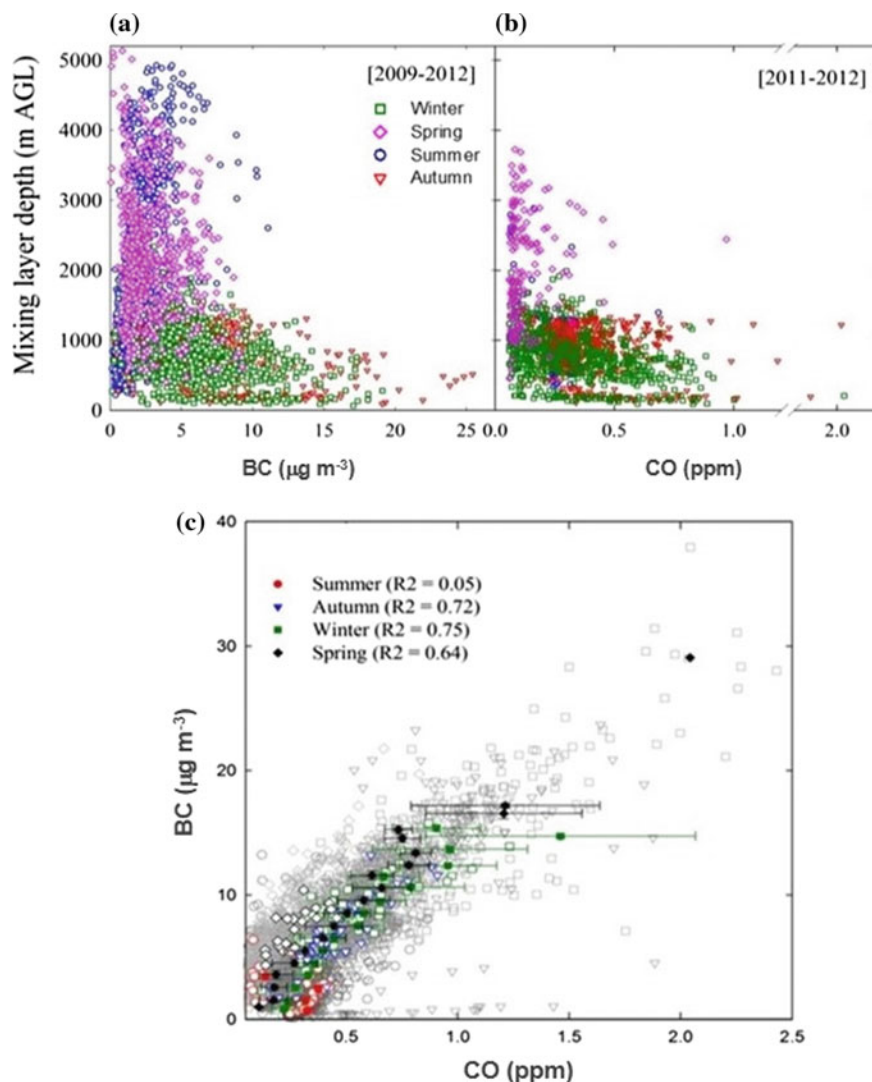 (a)
(b)
Mixing layer depth (m AGL)
5000
4000
3000
2000
1000
0
[2009-2012]
Winter
Spring
Summer
Autumn
[2011-2012]
0 5 10 15 20 25
0.0 0.5 1.0 2.0
BC (µg m-3)
CO (ppm)
(c)
BC (µg m-3)
40
30
20
10
0
Summer (R2 = 0.05)
Autumn (R2 = 0.72)
Winter (R2 = 0.75)
Spring (R2 = 0.64)
0.5 1.0 1.5 2.0 2.5
CO (ppm)